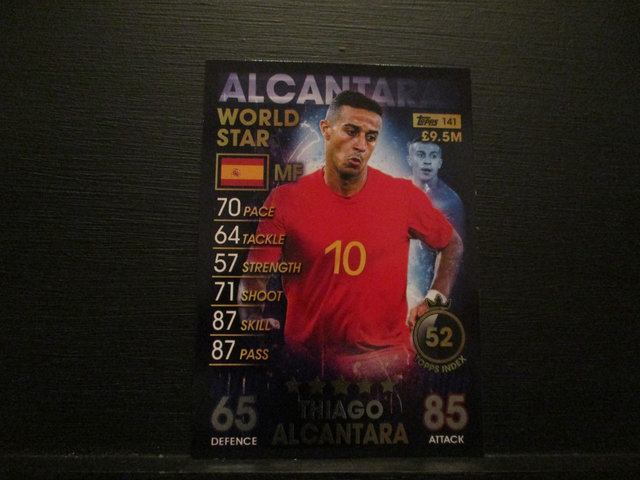 ALCANTARA
WORLD
STAR
Topps 141
£9.5M
MF
70 PACE
64 TACKLE
57 STRENGTH
71 SHOOT
87 SKILL
87 PASS
10
52
TOPPS INDEX
65
DEFENCE
THIAGO
ALCANTARA
85
ATTACK